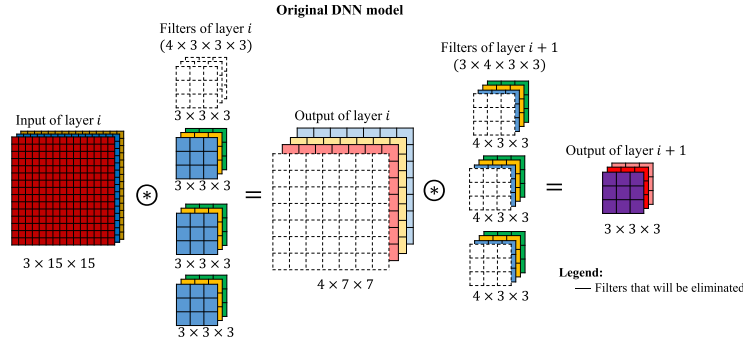 Original DNN model
Filters of layer i
(4 × 3 × 3 × 3)
3 × 3 × 3
3 × 3 × 3
3 × 3 × 3
3 × 3 × 3
Input of layer i
3 × 15 × 15
⊛
=
Output of layer i
4 × 7 × 7
⊛
Filters of layer i + 1
(3 × 4 × 3 × 3)
4 × 3 × 3
4 × 3 × 3
4 × 3 × 3
=
Output of layer i + 1
3 × 3 × 3
Legend:
Filters that will be eliminated